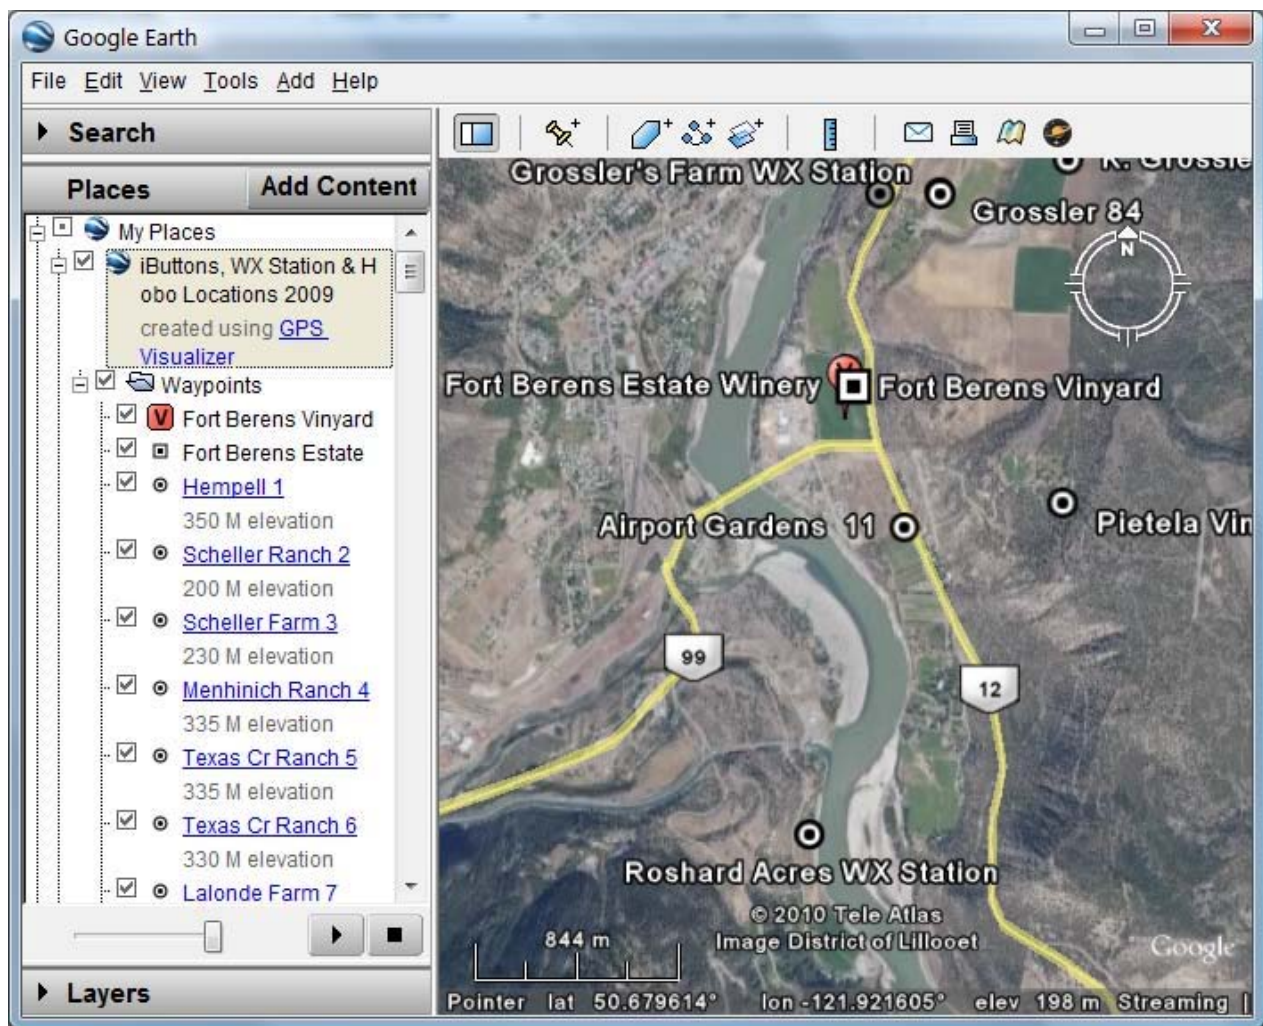 Google Earth
File Edit View Tools Add Help
Search
Places
Add Content
My Places
iButtons, WX Station & H
obo Locations 2009
created using GPS
Visualizer
Waypoints
V Fort Berens Vinyard
Fort Berens Estate
Hempell 1
350 M elevation
Scheller Ranch 2
200 M elevation
Scheller Farm 3
230 M elevation
Menhinich Ranch 4
335 M elevation
Texas Cr Ranch 5
335 M elevation
Texas Cr Ranch 6
330 M elevation
Lalonde Farm 7
Layers
K. Grossle
Grossler's Farm WX Station
Grossler 84
N
Fort Berens Estate Winery
Fort Berens Vinyard
Airport Gardens 11
Pietela Vin
99
12
Roshard Acres WX Station
© 2010 Tele Atlas
Image District of Lillooet
844 m
Google
Pointer lat 50.679614° lon -121.921605° elev 198 m Streaming |